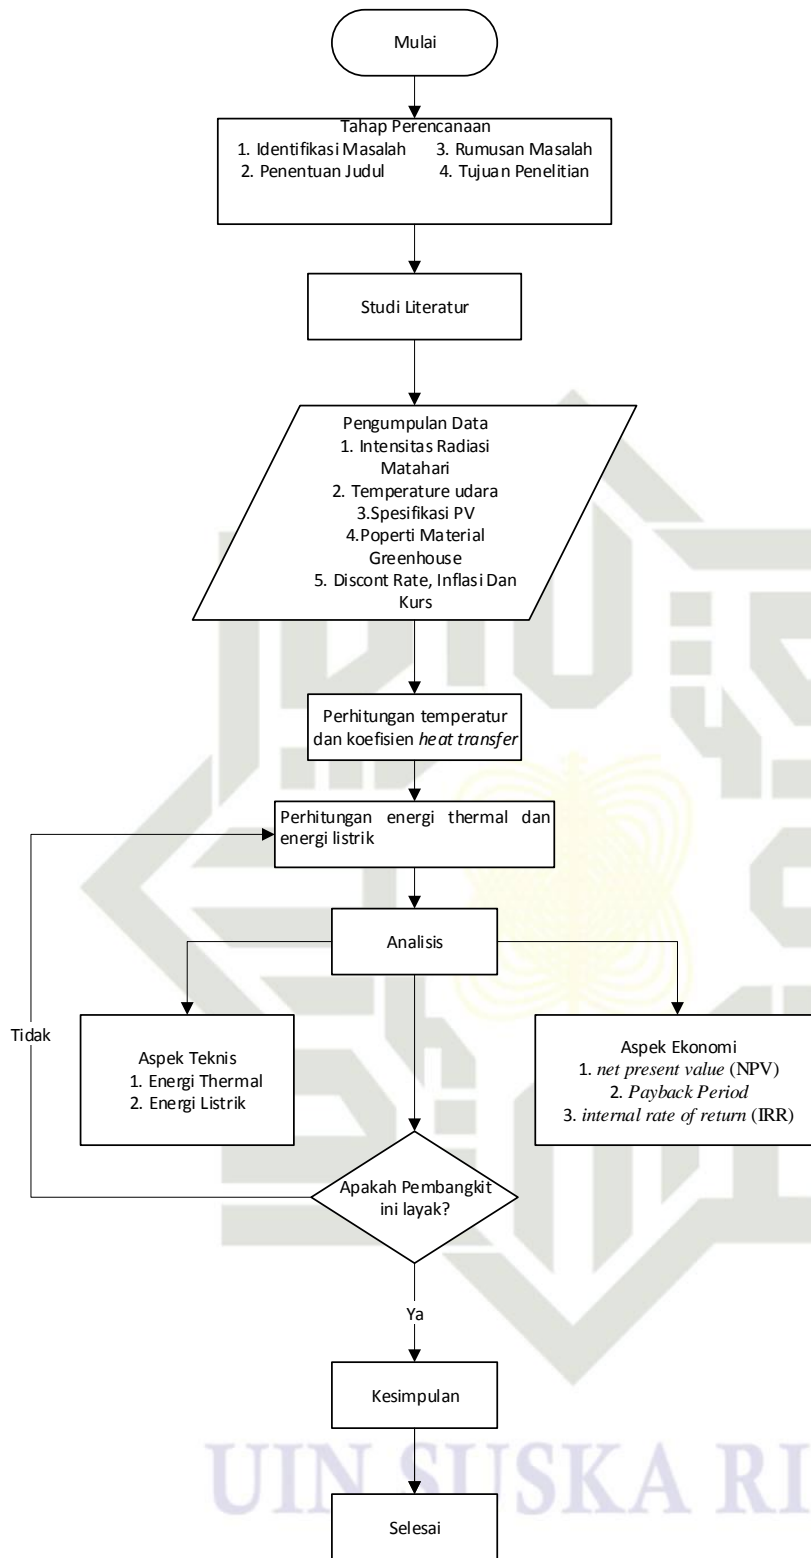 Mulai
Tahap Perencanaan
1. Identifikasi Masalah 3. Rumusan Masalah
2. Penentuan Judul 4. Tujuan Penelitian
Studi Literatur
Pengumpulan Data
1. Intensitas Radiasi
Matahari
2. Temperature udara
3.Spesifikasi PV
4.Poperti Material
Greenhouse
5. Discont Rate, Inflasi Dan
Kurs
Perhitungan temperatur
dan koefisien heat transfer
Perhitungan energi thermal dan
energi listrik
Analisis
Tidak
Aspek Teknis
1. Energi Thermal
2. Energi Listrik
Aspek Ekonomi
1. net present value (NPV)
2. Payback Period
3. internal rate of return (IRR)
Apakah Pembangkit
ini layak?
Ya
Kesimpulan
UIN SUSKA RI
Selesai